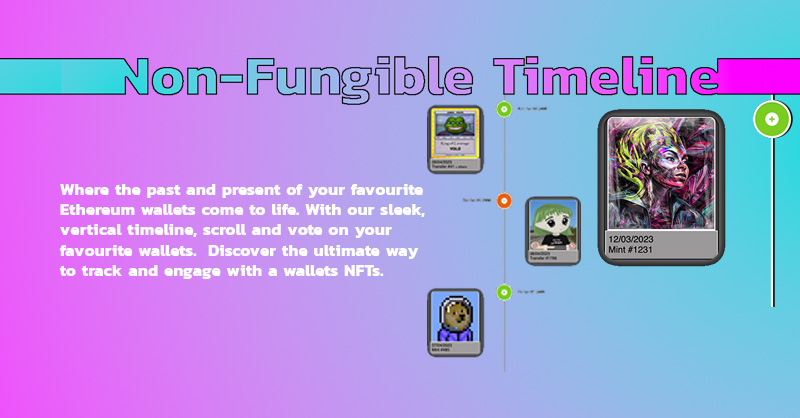 Non-Fungible Timeline
Where the past and present of your favourite
Ethereum wallets come to life. With our sleek,
vertical timeline, scroll and vote on your
favourite wallets. Discover the ultimate way
to track and engage with a wallets NFTs.
YOLO
12/03/2023
Mint #1231